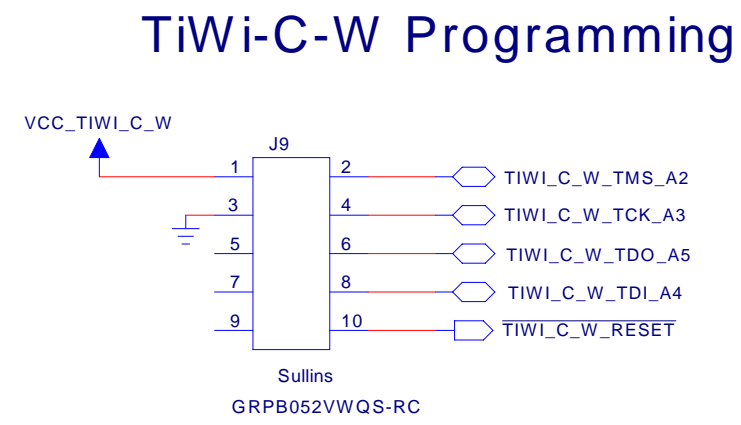 TiWi-C-W Programming
VCC_TIWI_C_W
J9
1 2 TIWI_C_W_TMS_A2
3 4 TIWI_C_W_TCK_A3
5 6 TIWI_C_W_TDO_A5
7 8 TIWI_C_W_TDI_A4
9 10 TIWI_C_W_RESET
Sullins
GRPB052VWQS-RC